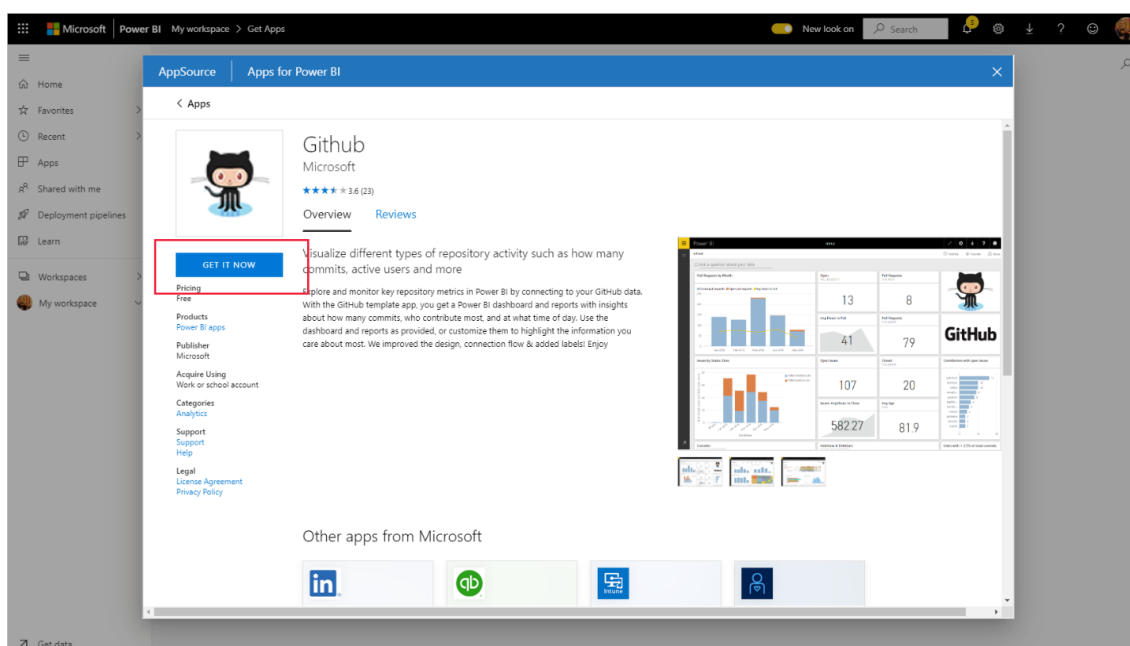 Microsoft Power BI My workspace > Get Apps
New look on
Search
Home
Favorites
Recent
Apps
Shared with me
Deployment pipelines
Learn
Workspaces
My workspace
Get data
AppSource Apps for Power BI
< Apps
Github
Microsoft
3.6 (23)
Overview Reviews
GET IT NOW
Pricing
Free
Products
Power BI apps
Publisher
Microsoft
Acquire Using
Work or school account
Categories
Analytics
Support
Support
Help
Legal
License Agreement
Privacy Policy
Visualize different types of repository activity such as how many
commits, active users and more
Explore and monitor key repository metrics in Power BI by connecting to your GitHub data.
With the GitHub template app, you get a Power BI dashboard and reports with insights
about how many commits, who contribute most, and at what time of day. Use the
dashboard and reports as provided, or customize them to highlight the information you
care about most. We improved the design, connection flow & added labels! Enjoy
Power BI
13
8
GitHub
41
79
107
20
582.27
81.9
Other apps from Microsoft
in
qb
Intune